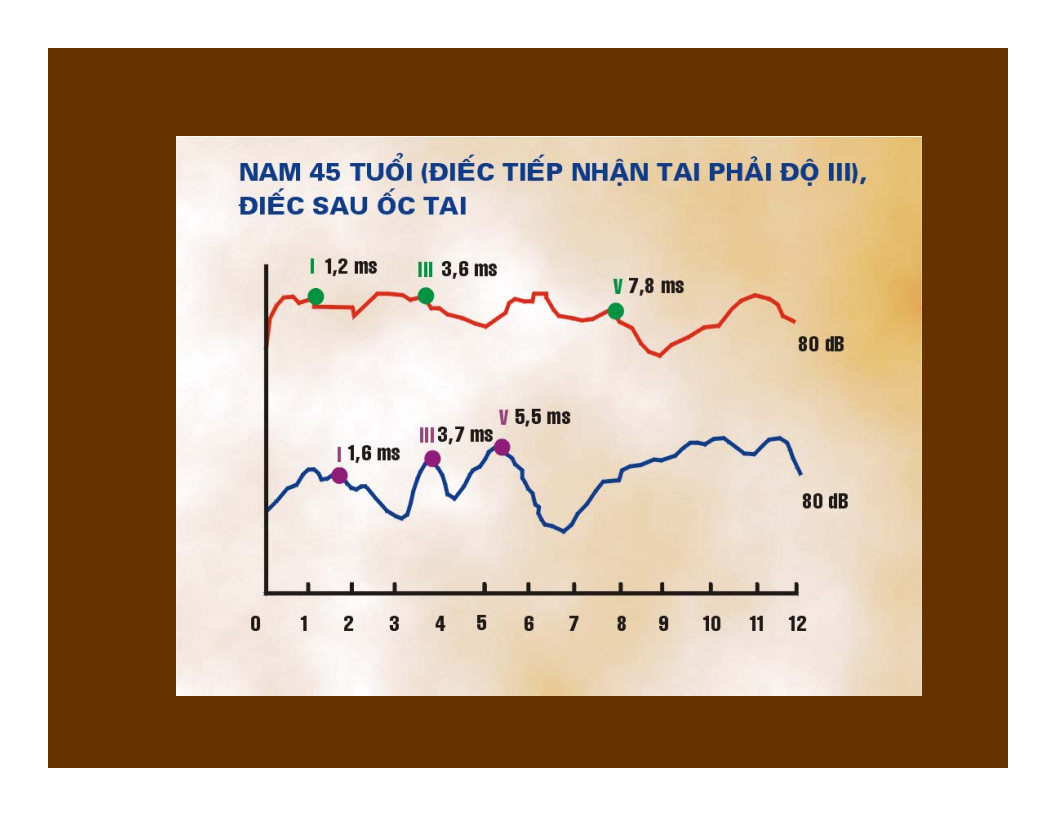 NAM 45 TUỔI (ĐIẾC TIẾP NHẬN TAI PHẢI ĐỘ III),
ĐIẾC SAU ỐC TAI
I 1,2 ms
III 3,6 ms
V 7,8 ms
80 dB
I 1,6 ms
III 3,7 ms
V 5,5 ms
80 dB
0 1 2 3 4 5 6 7 8 9 10 11 12